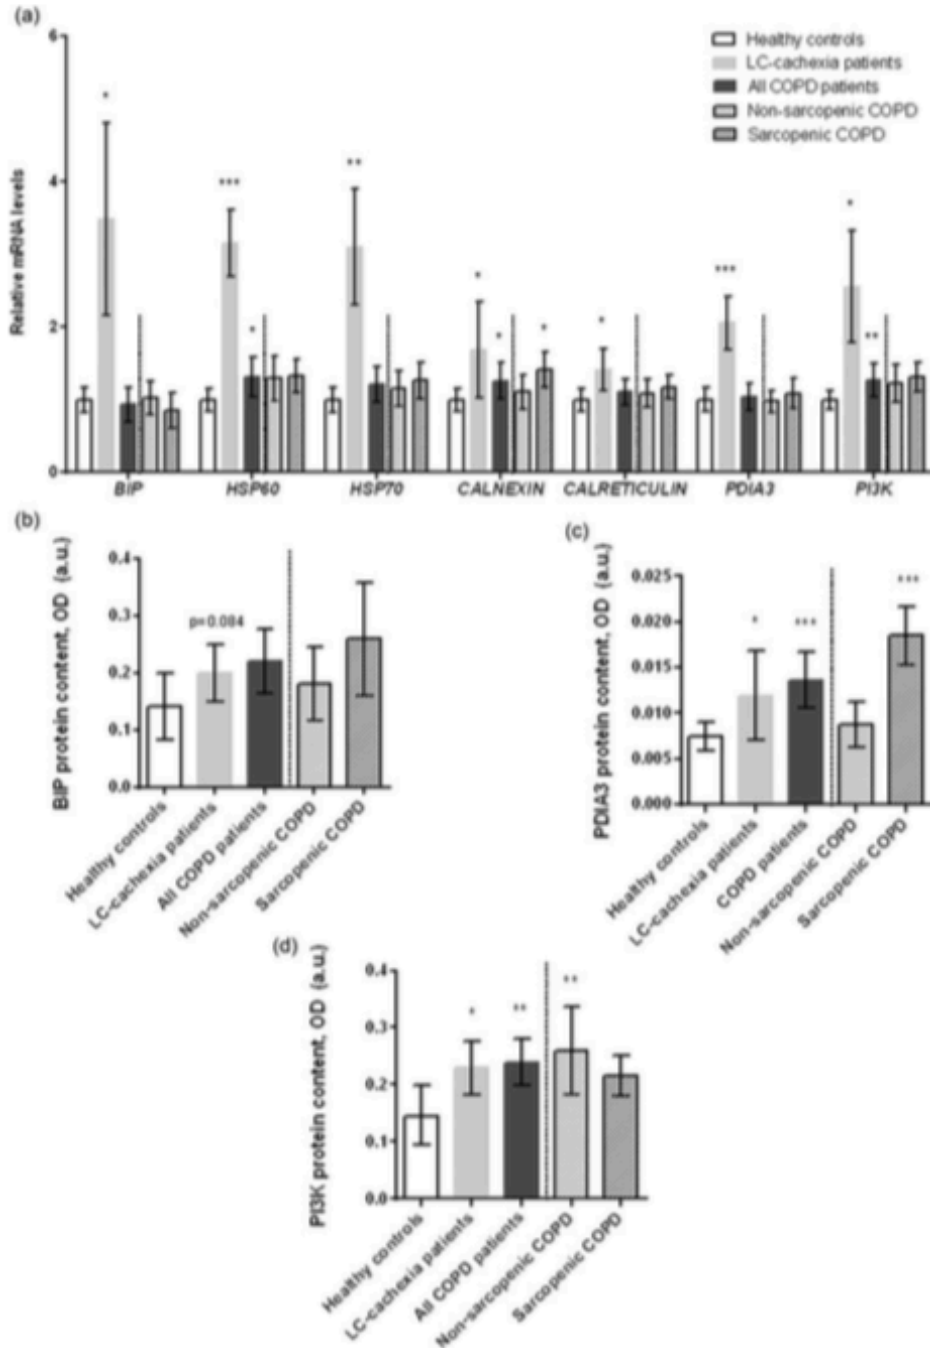 (a)
6
4
2
0
Relative mRNA levels
Healthy controls
LC-cachexia patients
All COPD patients
Non-sarcopenic COPD
Sarcopenic COPD
* *** * ** * * * * *** * **
BIP HSP60 HSP70 CALNEXIN CALRETICULIN PDIA3 PI3K
(b)
BIP protein content, OD (a.u.)
0.4
0.3
0.2
0.1
0.0
p=0.084
Healthy controls
LC-cachexia patients
All COPD patients
Non-sarcopenic COPD
Sarcopenic COPD
(c)
PDIA3 protein content, OD (a.u.)
0.025
0.020
0.015
0.010
0.005
0.000
* *** ***
Healthy controls
LC-cachexia patients
COPD patients
Non-sarcopenic COPD
Sarcopenic COPD
(d)
PI3K protein content, OD (a.u.)
0.4
0.3
0.2
0.1
0.0
* ** **
Healthy controls
LC-cachexia patients
All COPD patients
Non-sarcopenic COPD
Sarcopenic COPD